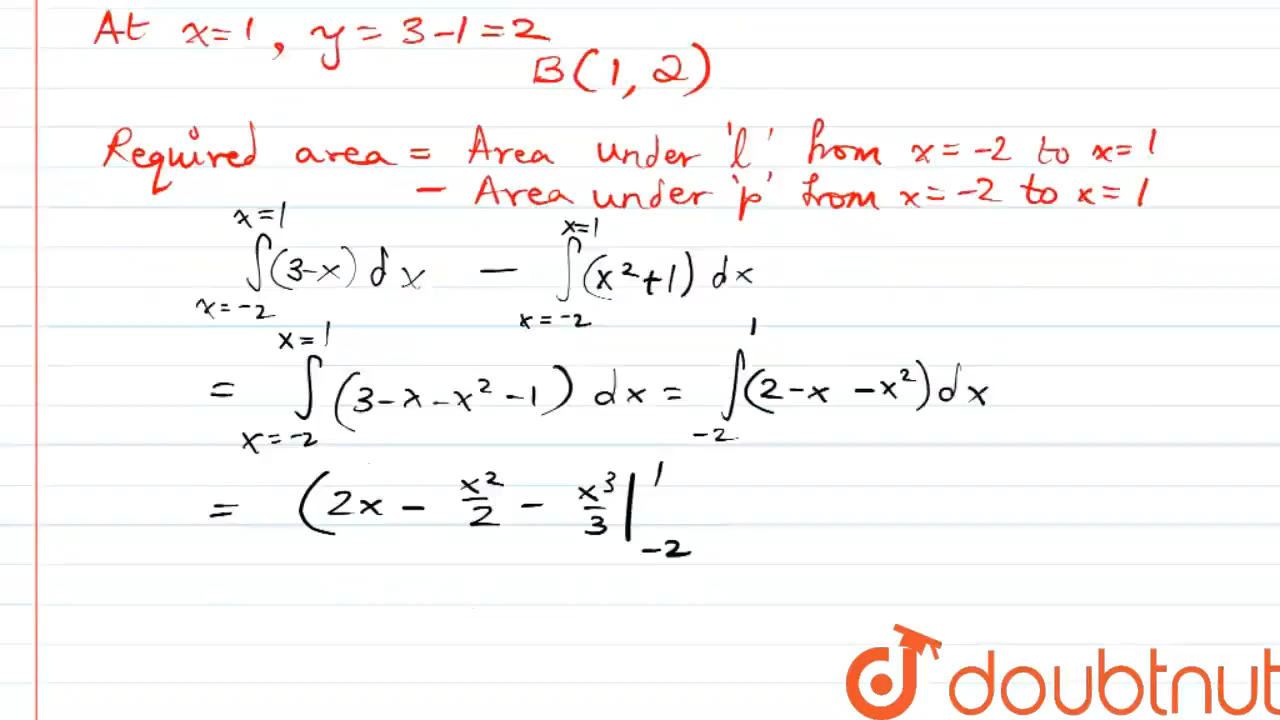 At x=1, y = 3-1 = 2
B(1, 2)
Required area = Area under 'l' from x = -2 to x = 1
- Area under 'p' from x = -2 to x = 1
∫_{x=-2}^{x=1} (3-x) dx - ∫_{x=-2}^{x=1} (x²+1) dx
= ∫_{x=-2}^{x=1} (3-x-x²-1) dx = ∫_{-2}^{1} (2-x-x²) dx
= (2x - x²/2 - x³/3 |_{-2}^{1}
doubtnut